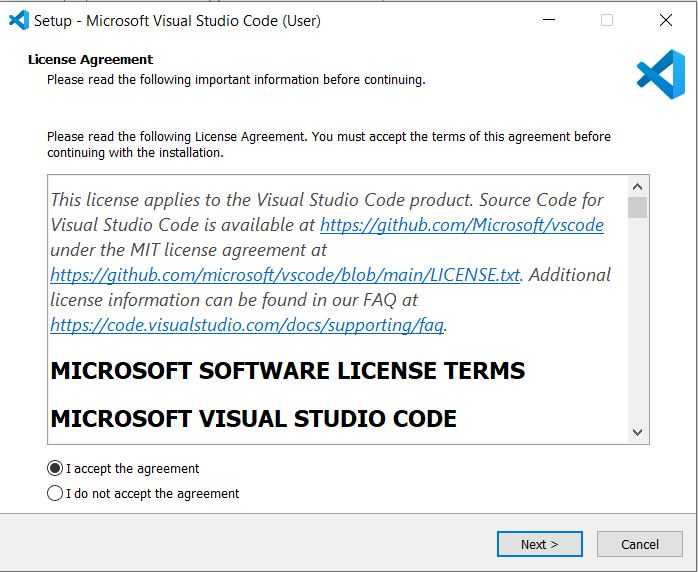 Setup - Microsoft Visual Studio Code (User)
License Agreement
Please read the following important information before continuing.
Please read the following License Agreement. You must accept the terms of this agreement before
continuing with the installation.
This license applies to the Visual Studio Code product. Source Code for
Visual Studio Code is available at https://github.com/Microsoft/vscode
under the MIT license agreement at
https://github.com/microsoft/vscode/blob/main/LICENSE.txt. Additional
license information can be found in our FAQ at
https://code.visualstudio.com/docs/supporting/faq.
MICROSOFT SOFTWARE LICENSE TERMS
MICROSOFT VISUAL STUDIO CODE
I accept the agreement
I do not accept the agreement
Next >
Cancel